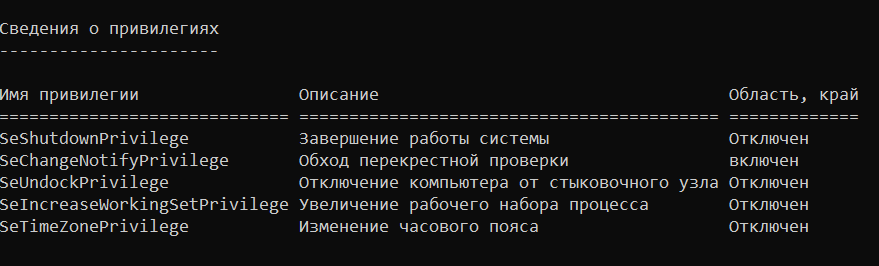 Сведения о привилегиях
----------------------
Имя привилегии Описание Область, край
============================= ========================================== =============
SeShutdownPrivilege Завершение работы системы Отключен
SeChangeNotifyPrivilege Обход перекрестной проверки включен
SeUndockPrivilege Отключение компьютера от стыковочного узла Отключен
SeIncreaseWorkingSetPrivilege Увеличение рабочего набора процесса Отключен
SeTimeZonePrivilege Изменение часового пояса Отключен